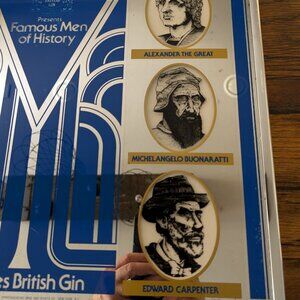 Presents
Famous Men
of History
ALEXANDER THE GREAT
MICHELANGELO BUONARATTI
EDWARD CARPENTER
es British Gin